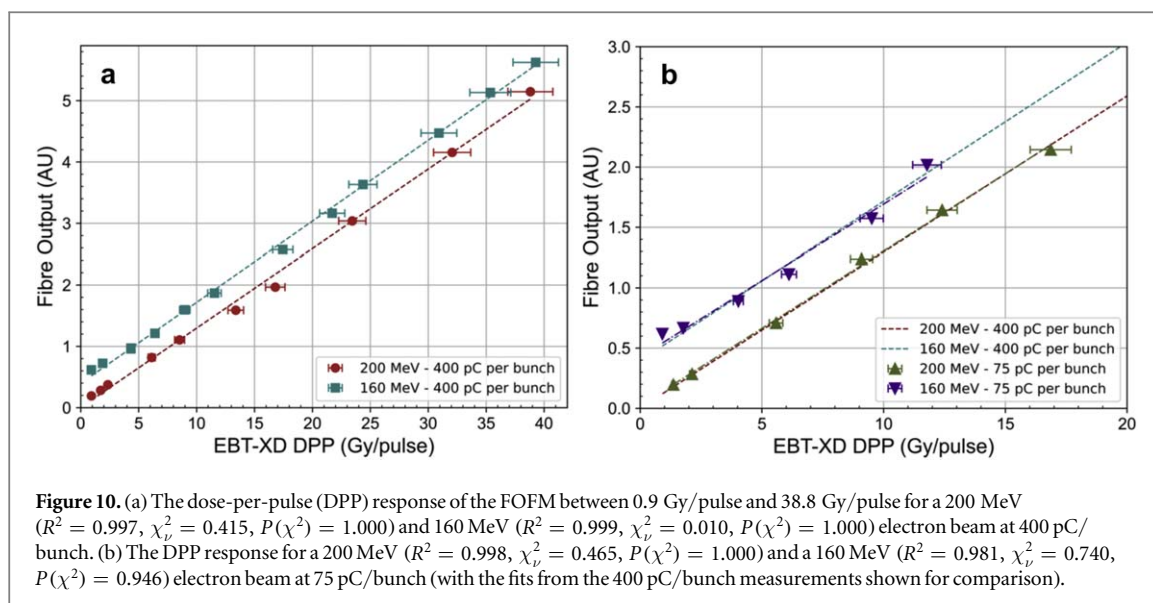 a
Fibre Output (AU)
5
4
3
2
1
0
0 5 10 15 20 25 30 35 40
EBT-XD DPP (Gy/pulse)
200 MeV - 400 pC per bunch
160 MeV - 400 pC per bunch
b
Fibre Output (AU)
3.0
2.5
2.0
1.5
1.0
0.5
0.0
0 5 10 15 20
EBT-XD DPP (Gy/pulse)
200 MeV - 400 pC per bunch
160 MeV - 400 pC per bunch
200 MeV - 75 pC per bunch
160 MeV - 75 pC per bunch
Figure 10. (a) The dose-per-pulse (DPP) response of the FOFM between 0.9 Gy/pulse and 38.8 Gy/pulse for a 200 MeV
(R² = 0.997, χ²ᵥ = 0.415, P(χ²) = 1.000) and 160 MeV (R² = 0.999, χ²ᵥ = 0.010, P(χ²) = 1.000) electron beam at 400 pC/
bunch. (b) The DPP response for a 200 MeV (R² = 0.998, χ²ᵥ = 0.465, P(χ²) = 1.000) and a 160 MeV (R² = 0.981, χ²ᵥ = 0.740,
P(χ²) = 0.946) electron beam at 75 pC/bunch (with the fits from the 400 pC/bunch measurements shown for comparison).